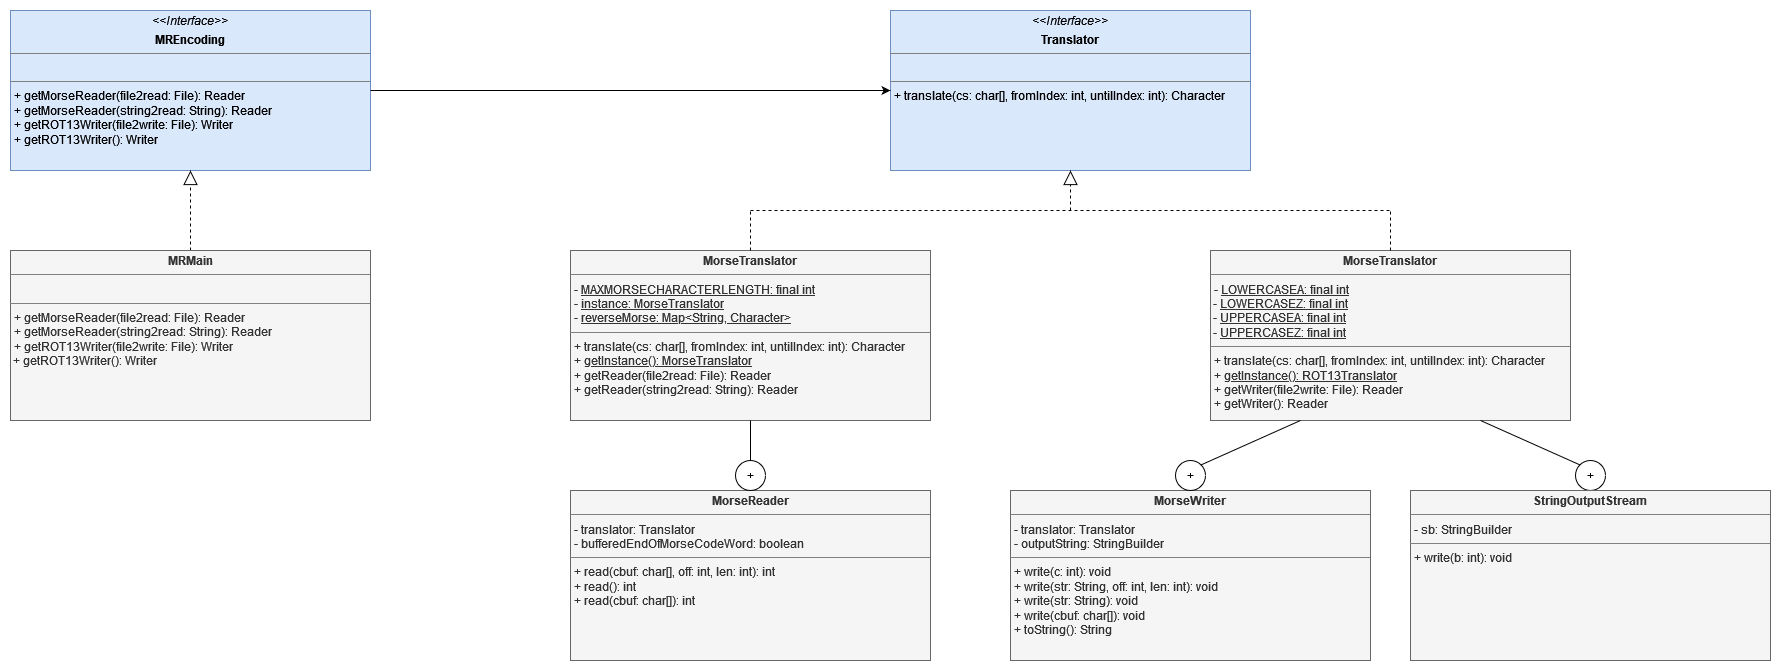 <<Interface>>
MREncoding
+ getMorseReader(file2read: File): Reader
+ getMorseReader(string2read: String): Reader
+ getROT13Writer(file2write: File): Writer
+ getROT13Writer(): Writer
<<Interface>>
Translator
+ translate(cs: char[], fromIndex: int, untilIndex: int): Character
MRMain
+ getMorseReader(file2read: File): Reader
+ getMorseReader(string2read: String): Reader
+ getROT13Writer(file2write: File): Writer
+ getROT13Writer(): Writer
MorseTranslator
- MAXMORSECHARACTERLENGTH: final int
- instance: MorseTranslator
- reverseMorse: Map<String, Character>
+ translate(cs: char[], fromIndex: int, untilIndex: int): Character
+ getInstance(): MorseTranslator
+ getReader(file2read: File): Reader
+ getReader(string2read: String): Reader
MorseTranslator
- LOWERCASEA: final int
- LOWERCASEZ: final int
- UPPERCASEA: final int
- UPPERCASEZ: final int
+ translate(cs: char[], fromIndex: int, untilIndex: int): Character
+ getInstance(): ROT13Translator
+ getWriter(file2write: File): Reader
+ getWriter(): Reader
+
+
+
MorseReader
- translator: Translator
- bufferedEndOfMorseCodeWord: boolean
+ read(cbuf: char[], off: int, len: int): int
+ read(): int
+ read(cbuf: char[]): int
MorseWriter
- translator: Translator
- outputString: StringBuilder
+ write(c: int): void
+ write(str: String, off: int, len: int): void
+ write(str: String): void
+ write(cbuf: char[]): void
+ toString(): String
StringOutputStream
- sb: StringBuilder
+ write(b: int): void